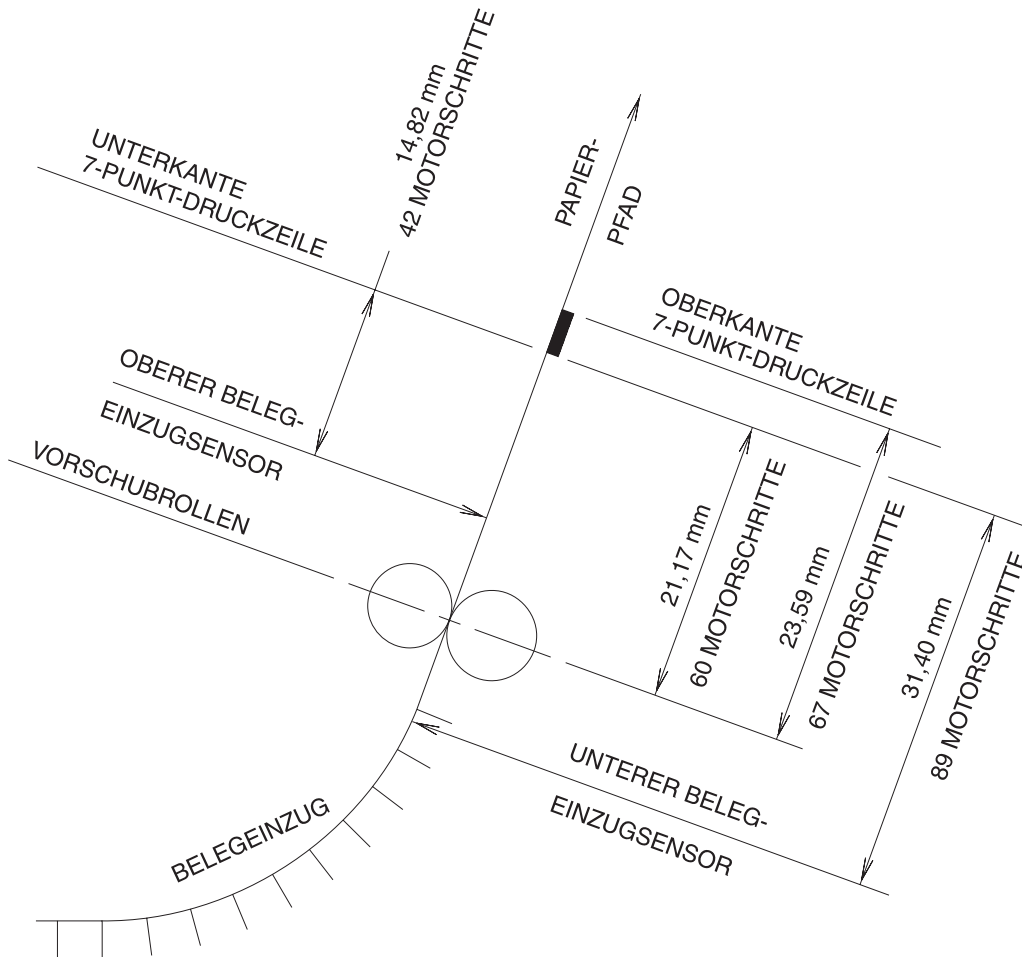 14,82 mm
42 MOTORSCHRITTE
UNTERKANTE
7-PUNKT-DRUCKZEILE
PAPIER-
PFAD
OBERKANTE
7-PUNKT-DRUCKZEILE
OBERER BELEG-
EINZUGSENSOR
VORSCHUBROLLEN
21,17 mm
60 MOTORSCHRITTE
23,59 mm
67 MOTORSCHRITTE
31,40 mm
89 MOTORSCHRITTE
UNTERER BELEG-
EINZUGSENSOR
BELEGEINZUG